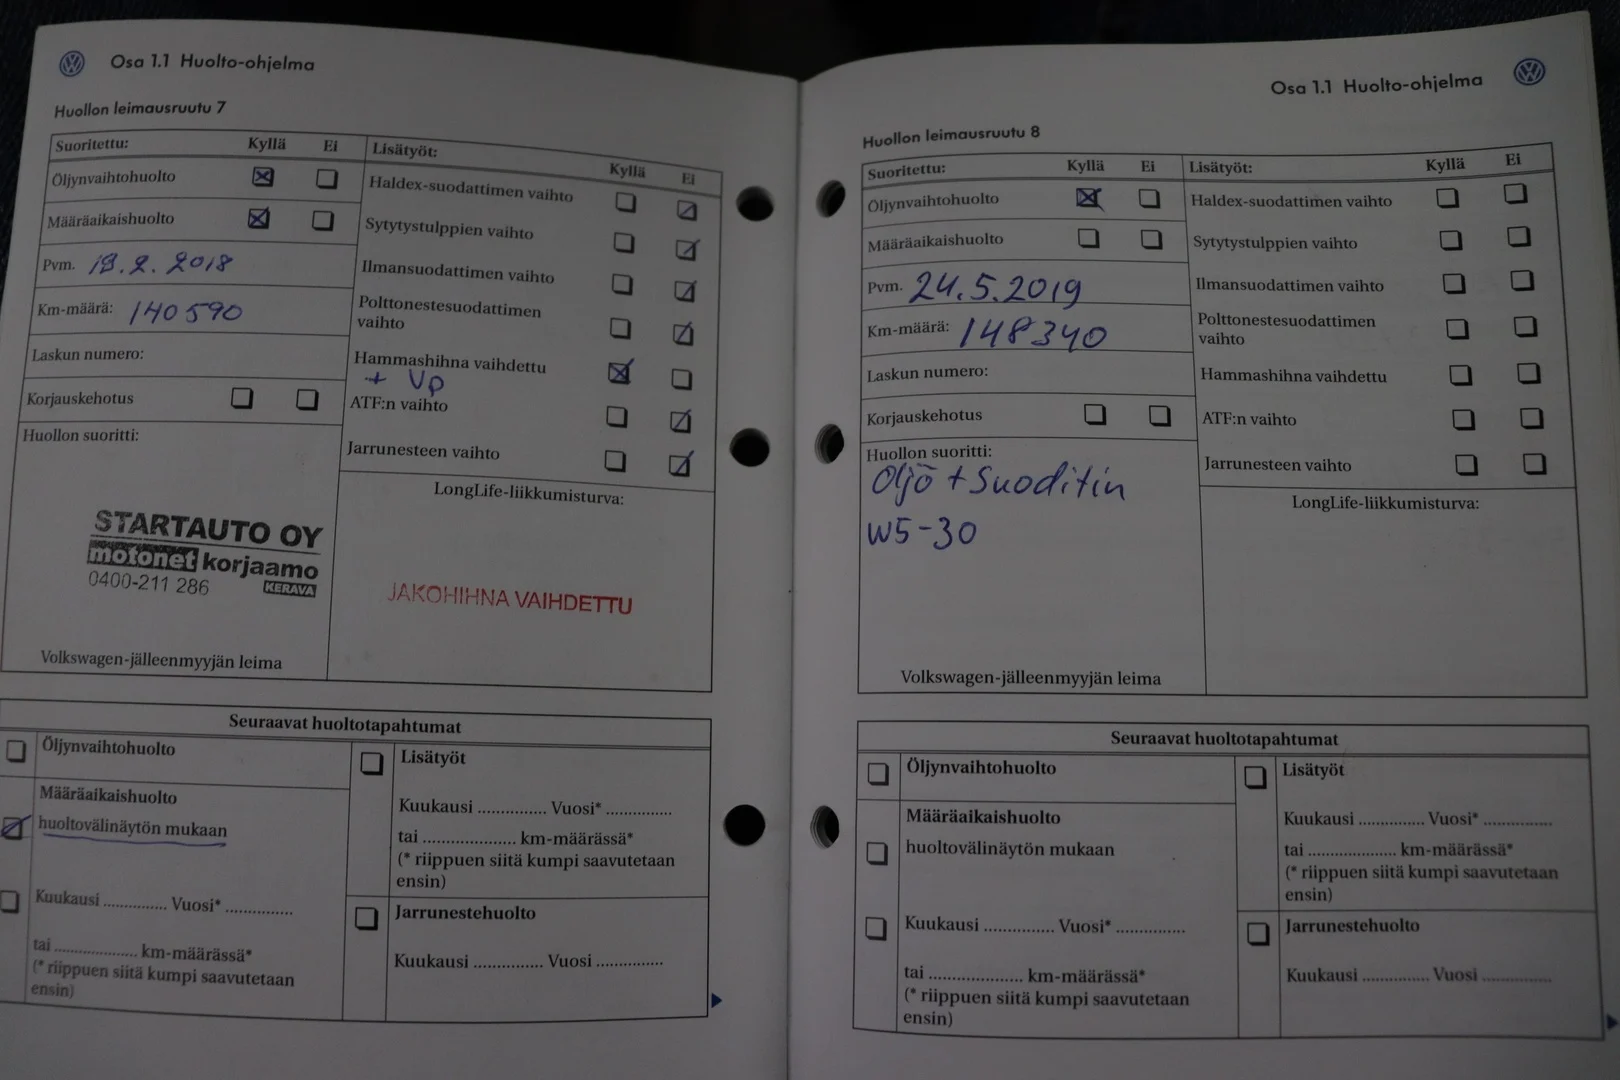 Osa 1.1 Huolto-ohjelma
Huollon leimausruutu 7
Suoritettu: Kyllä Ei
Öljynvaihtohuolto
Määräaikaishuolto
Pvm. 19.2.2018
Km-määrä: 140590
Laskun numero:
Korjauskehotus
Huollon suoritti:
STARTAUTO OY
motonet korjaamo
0400-211 286 KERAVA
Volkswagen-jälleenmyyjän leima
Lisätyöt: Kyllä Ei
Haldex-suodattimen vaihto
Sytytystulppien vaihto
Ilmansuodattimen vaihto
Polttonestesuodattimen
vaihto
Hammashihna vaihdettu
+ Vp
ATF:n vaihto
Jarrunesteen vaihto
LongLife-liikkumisturva:
JAKOHIHNA VAIHDETTU
Seuraavat huoltotapahtumat
Öljynvaihtohuolto
Määräaikaishuolto
huoltovälinäytön mukaan
Kuukausi .............. Vuosi* ..............
tai .................. km-määrässä*
(* riippuen siitä kumpi saavutetaan
ensin)
Lisätyöt
Kuukausi .............. Vuosi* ..............
tai .................... km-määrässä*
(* riippuen siitä kumpi saavutetaan
ensin)
Jarrunestehuolto
Kuukausi .............. Vuosi ..............
Osa 1.1 Huolto-ohjelma
Huollon leimausruutu 8
Suoritettu: Kyllä Ei
Öljynvaihtohuolto
Määräaikaishuolto
Pvm. 24.5.2019
Km-määrä: 148340
Laskun numero:
Korjauskehotus
Huollon suoritti:
Öljö + Suoditin
W5-30
Volkswagen-jälleenmyyjän leima
Lisätyöt: Kyllä Ei
Haldex-suodattimen vaihto
Sytytystulppien vaihto
Ilmansuodattimen vaihto
Polttonestesuodattimen
vaihto
Hammashihna vaihdettu
ATF:n vaihto
Jarrunesteen vaihto
LongLife-liikkumisturva:
Seuraavat huoltotapahtumat
Öljynvaihtohuolto
Määräaikaishuolto
huoltovälinäytön mukaan
Kuukausi .............. Vuosi* ..............
tai ................... km-määrässä*
(* riippuen siitä kumpi saavutetaan
ensin)
Lisätyöt
Kuukausi .............. Vuosi* ..............
tai .................. km-määrässä*
(* riippuen siitä kumpi saavutetaan
ensin)
Jarrunestehuolto
Kuukausi .............. Vuosi ..............